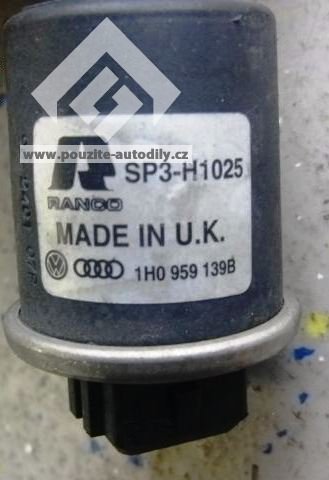 www.pouzite-autodily.cz
SP3-H1025
RANCO
MADE IN U.K.
1H0 959 139B